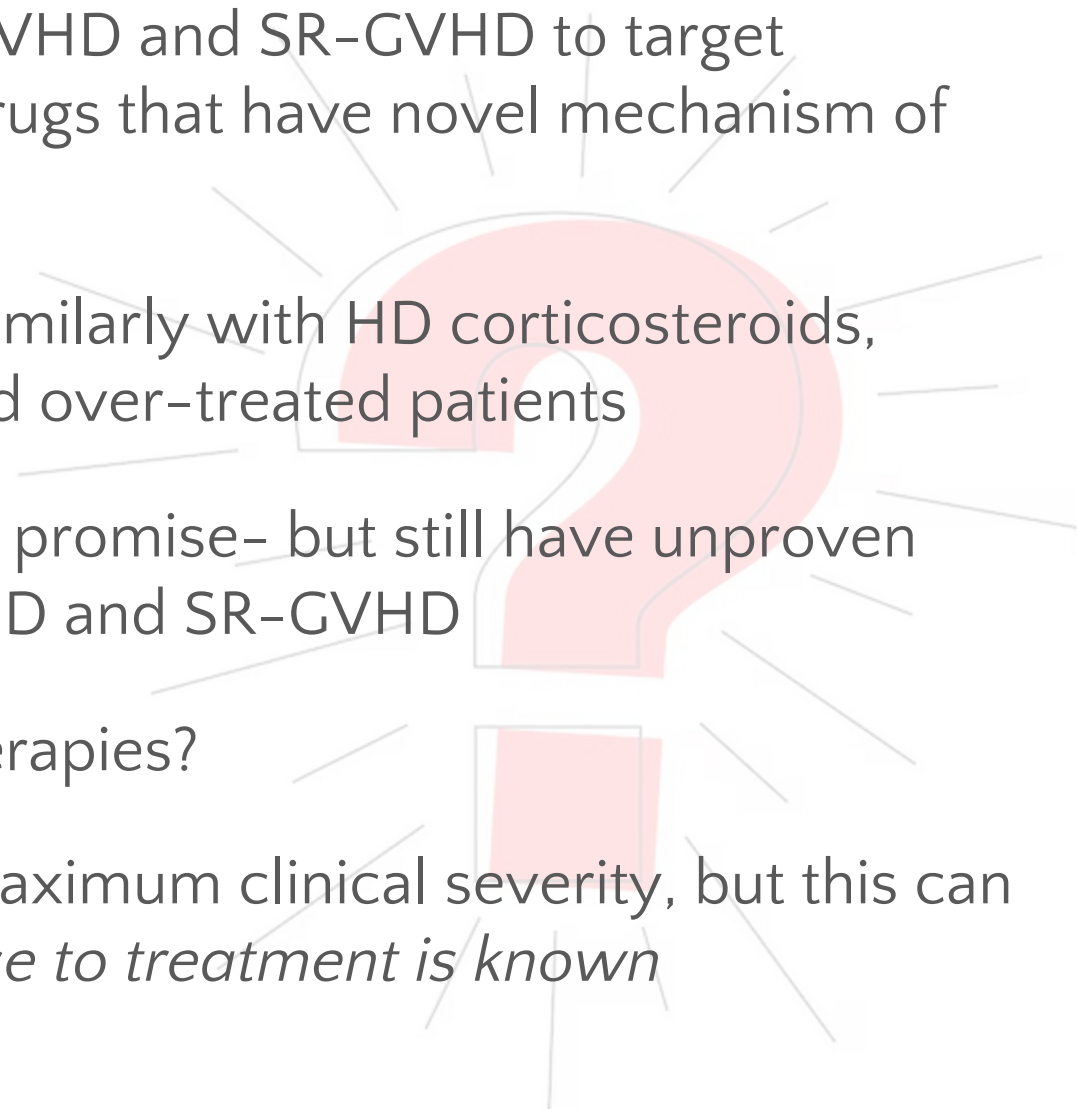 VHD and SR-GVHD to target
rugs that have novel mechanism of
milarly with HD corticosteroids,
d over-treated patients
promise- but still have unproven
D and SR-GVHD
erapies?
aximum clinical severity, but this can
e to treatment is known